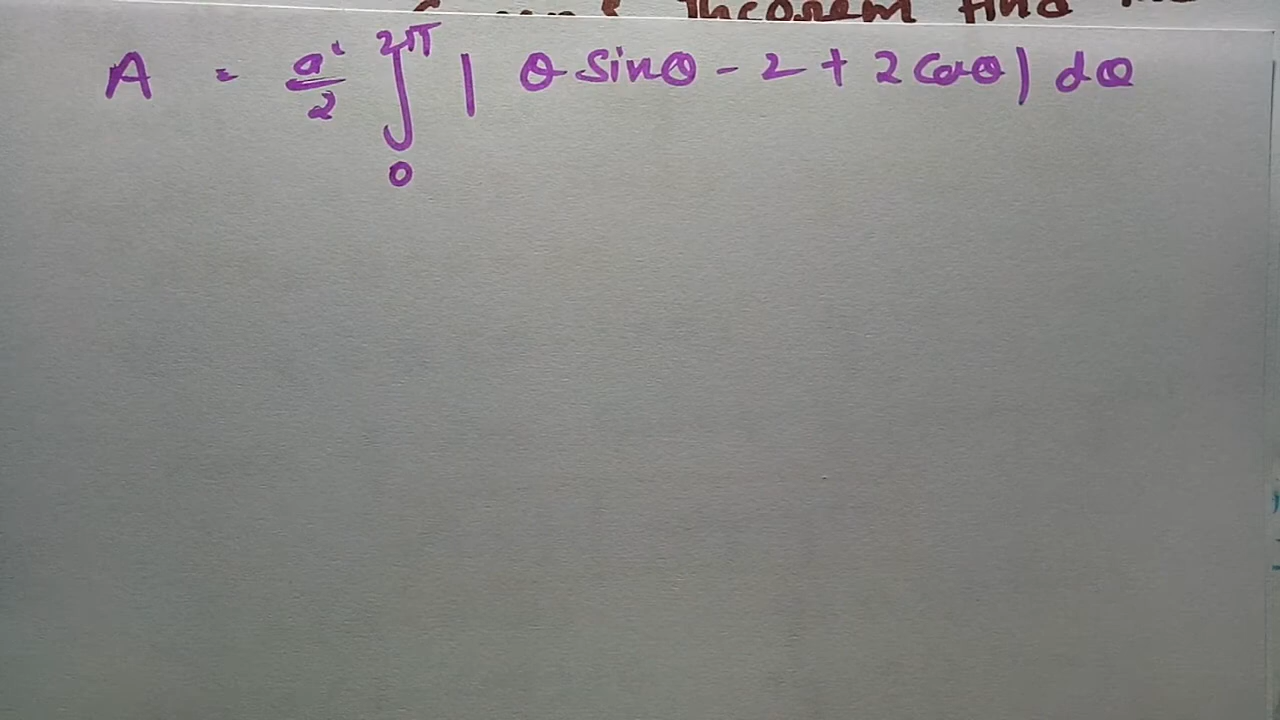 Theorem find
A = a²/2 ∫₀^2π | θ sinθ - 2 + 2 cosθ | dθ